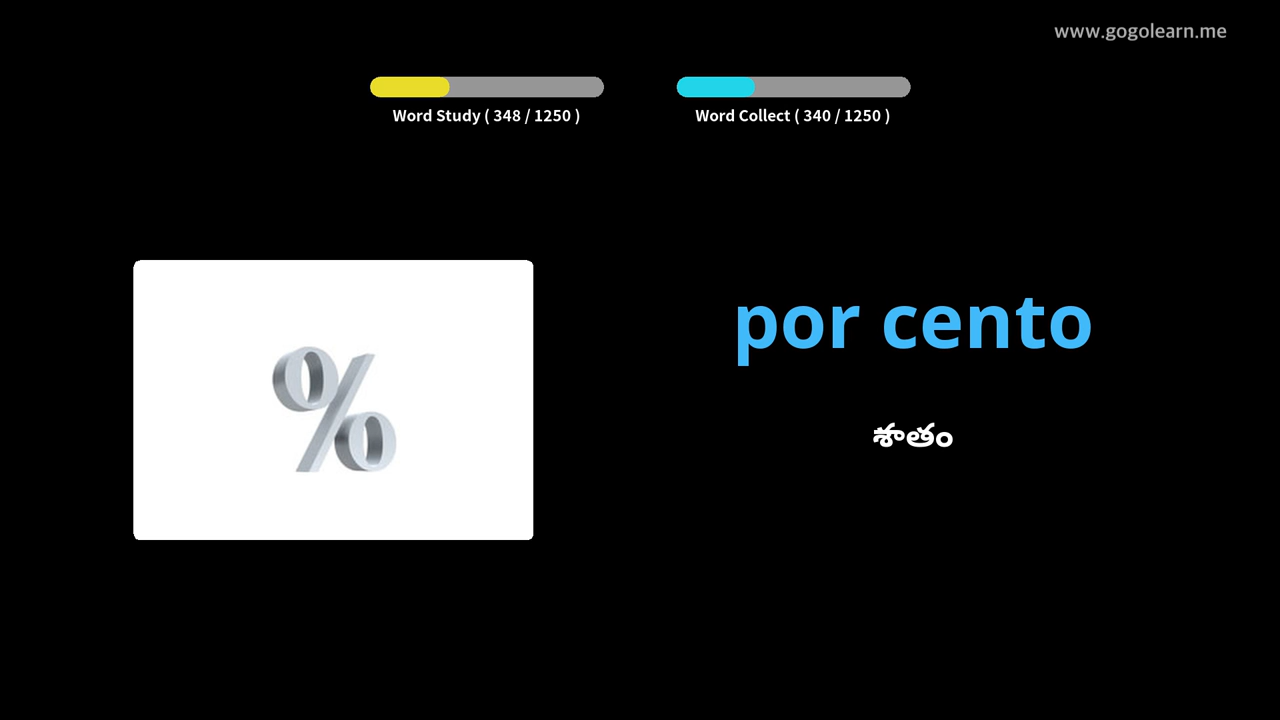 www.gogolearn.me
Word Study ( 348 / 1250 )
Word Collect ( 340 / 1250 )
%
por cento
శాతం